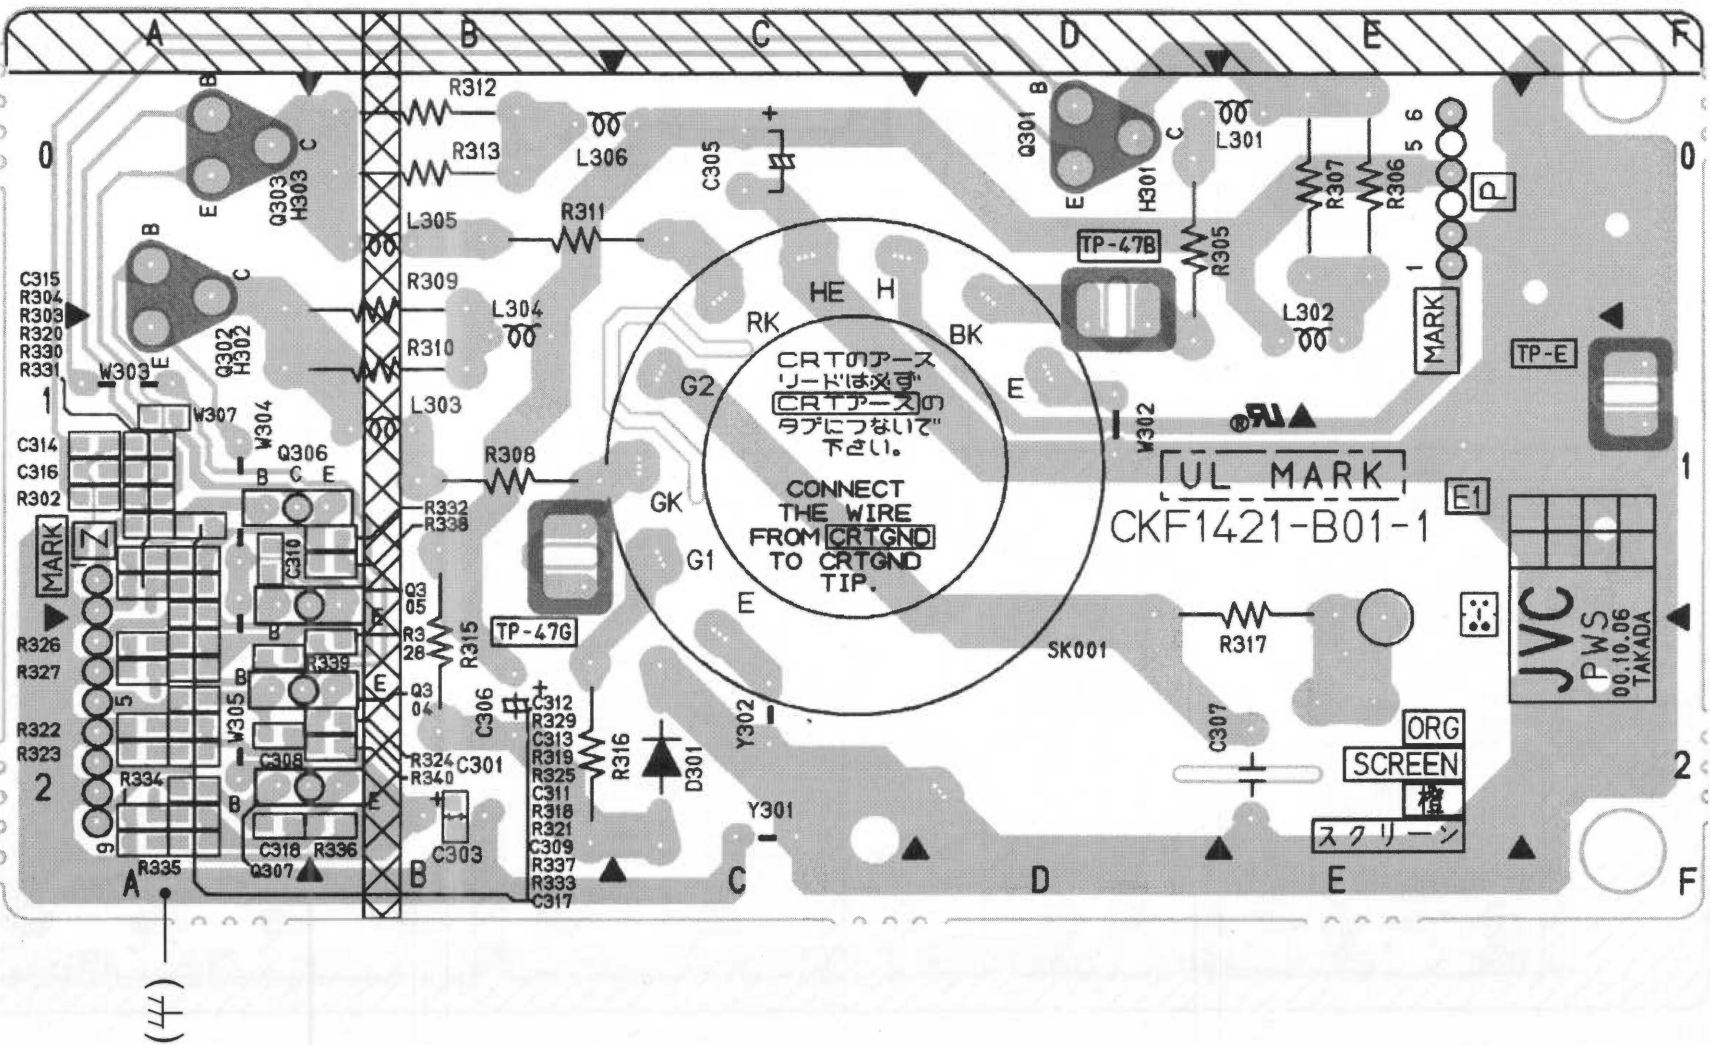 A B C D E F
R312
B
B
6
5
Q301
C
L301
L306
0
R313
C
C305
+
0
E
Q303
H303
E
H301
R307
R306
P
L305
R311
B
TP-47B
R305
C
1
C315
R304
R303
R320
R330
R331
R309
HE
H
L304
RK
BK
L302
MARK
E
Q302
H302
R310
TP-E
W303
CRTのアース
リードは必ず
CRTアースの
タブにつないで
下さい。
G2
E
1
W307
L303
W304
W302
C314
Q306
R308
C316
B C E
UL MARK
1
R302
GK
CONNECT
THE WIRE
FROM CRTGND
TO CRTGND
TIP.
E1
R332
R338
CKF1421-B01-1
MARK
Z
1
C310
G1
Q3
05
E
E
B
TP-47G
R3
28
R315
R326
R339
R317
SK001
JVC
PWS
00.10.06
TAKADA
R327
B
E
5
Q3
04
W305
C306
+
C312
R329
C313
R319
R325
C311
R318
R321
C309
R337
R333
C317
Y302
C307
R322
ORG
R323
C308
R324
R340
C301
R316
D301
SCREEN
2
2
R334
B
E
+
橙
Y301
スクリーン
9
C318
R336
C303
R335
Q307
A B C D E F
(サ)